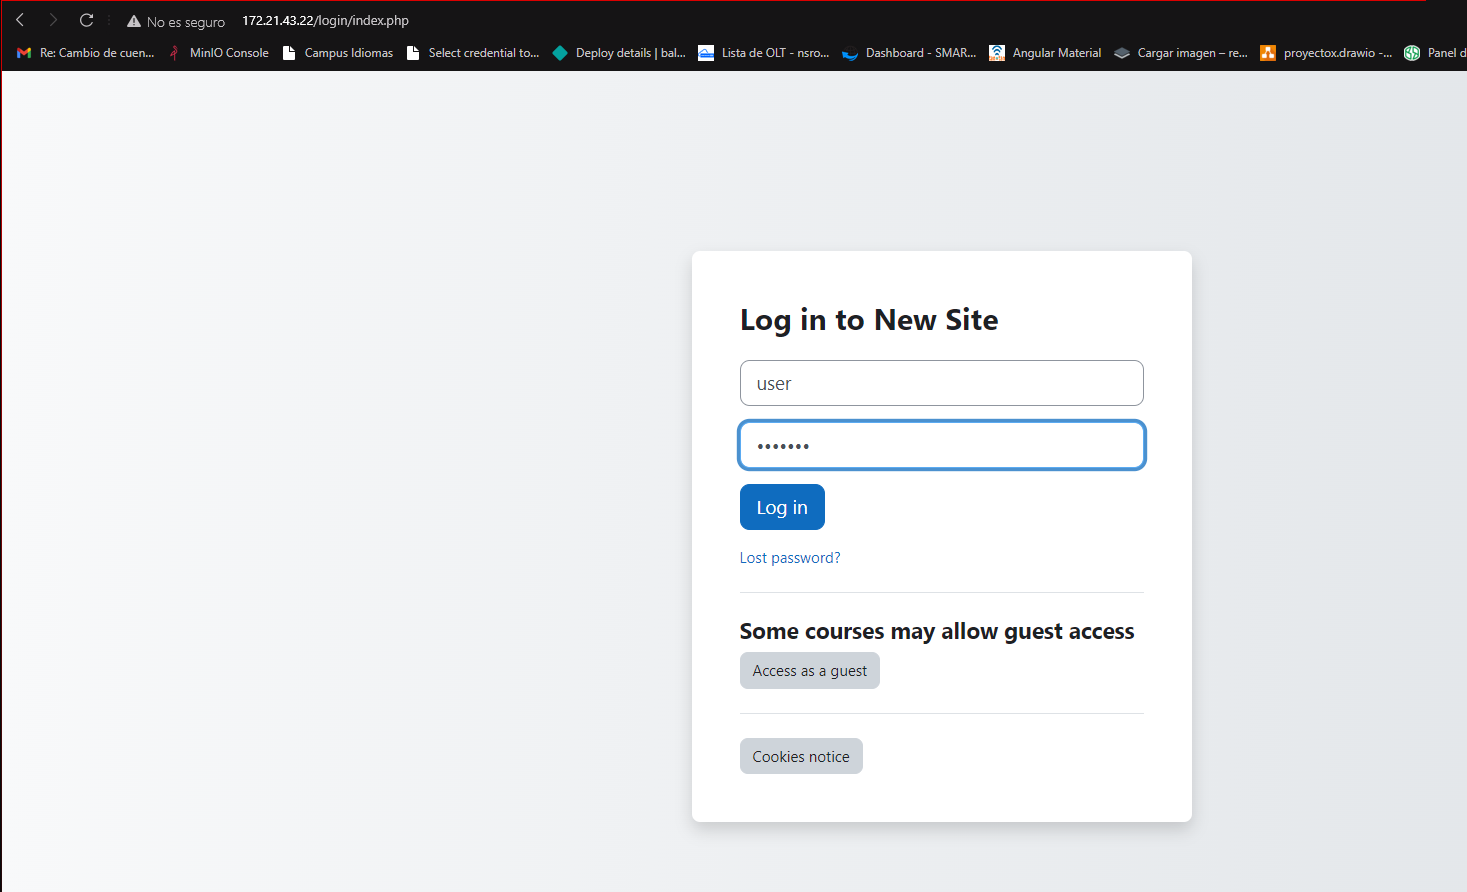 No es seguro 172.21.43.22/login/index.php
Re: Cambio de cuen... MinIO Console Campus Idiomas Select credential to... Deploy details | bal... Lista de OLT - nsro... Dashboard - SMAR... Angular Material Cargar imagen – re... proyectox.drawio -... Panel d
Log in to New Site
user
•••••••
Log in
Lost password?
Some courses may allow guest access
Access as a guest
Cookies notice